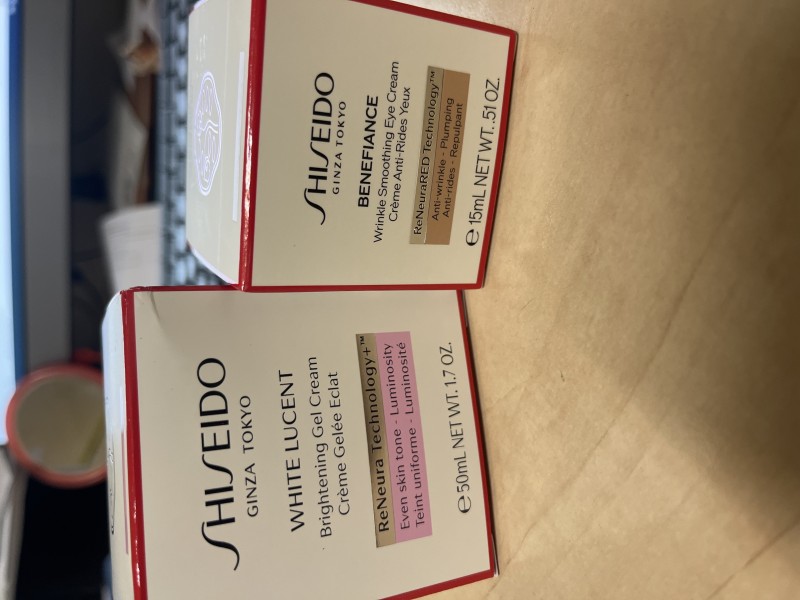 SHISEIDO
GINZA TOKYO
WHITE LUCENT
Brightening Gel Cream
Crème Gelée Eclat
ReNeura Technology+™
Even skin tone - Luminosity
Teint uniforme - Luminosité
e 50mL NET WT. 1.7 OZ.
SHISEIDO
GINZA TOKYO
BENEFIANCE
Wrinkle Smoothing Eye Cream
Crème Anti-Rides Yeux
ReNeuraRED Technology™
Anti-wrinkle - Plumping
Anti-rides - Repulpant
e 15mL NET WT. .51 OZ.